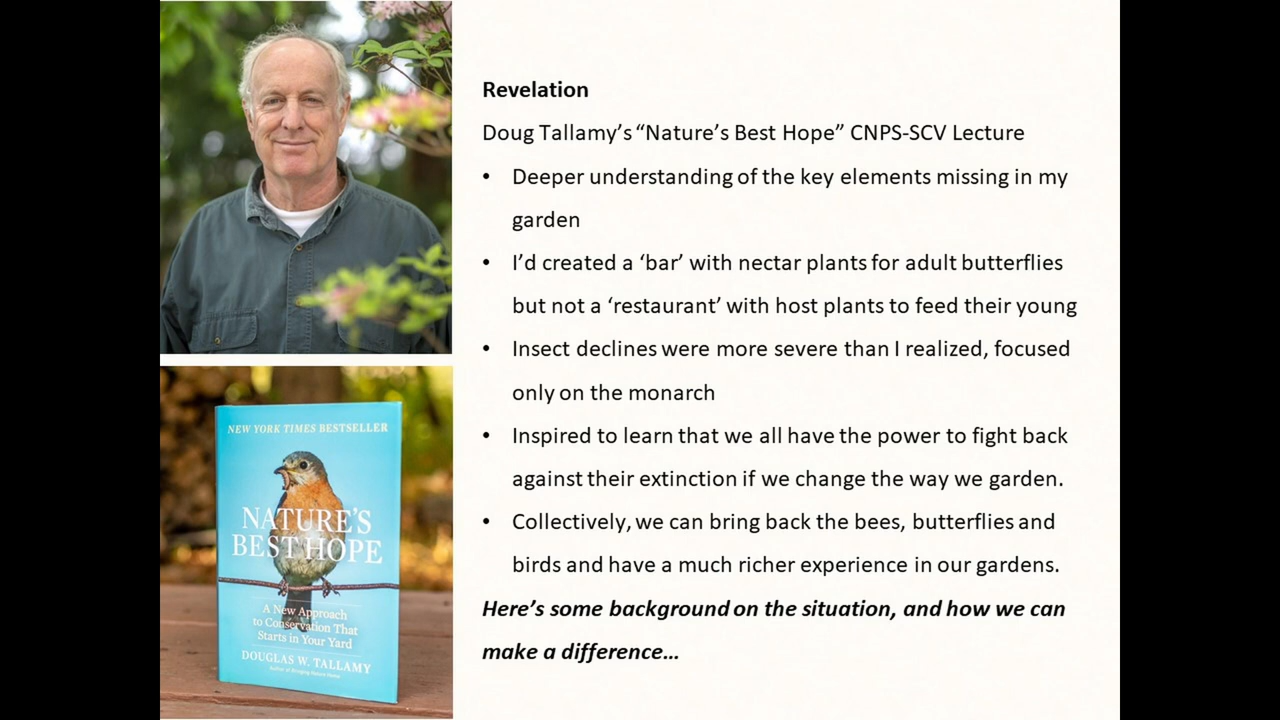 Revelation
Doug Tallamy’s “Nature’s Best Hope” CNPS-SCV Lecture
• Deeper understanding of the key elements missing in my
garden
• I’d created a ‘bar’ with nectar plants for adult butterflies
but not a ‘restaurant’ with host plants to feed their young
• Insect declines were more severe than I realized, focused
only on the monarch
• Inspired to learn that we all have the power to fight back
against their extinction if we change the way we garden.
• Collectively, we can bring back the bees, butterflies and
birds and have a much richer experience in our gardens.
Here’s some background on the situation, and how we can
make a difference…
NEW YORK TIMES BESTSELLER
NATURE’S
BEST HOPE
A New Approach
to Conservation That
Starts in Your Yard
DOUGLAS W. TALLAMY
Author of Bringing Nature Home